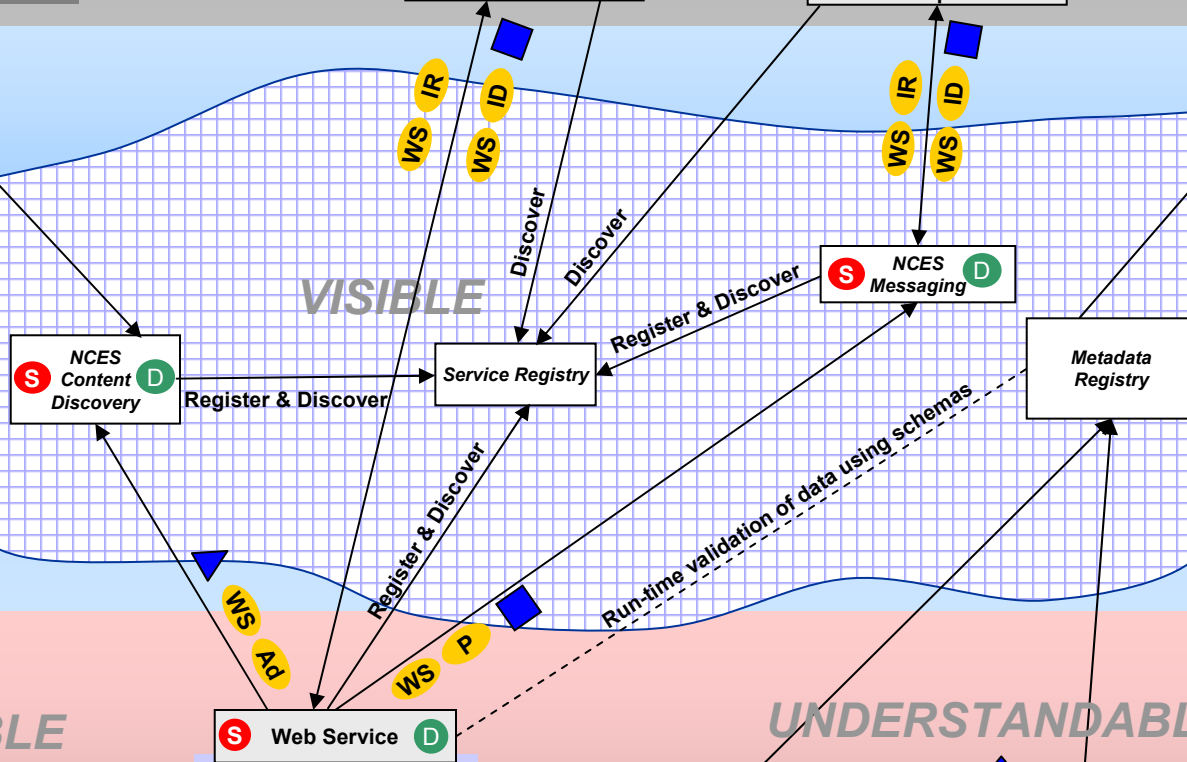 IR
WS
ID
WS
IR
WS
ID
WS
Discover
Discover
S
NCES
Messaging
D
VISIBLE
Register & Discover
S
NCES
Content
Discovery
D
Register & Discover
Service Registry
Metadata
Registry
Register & Discover
Run-time validation of data using schemas
WS
Ad
WS
P
BLE
S
Web Service
D
UNDERSTANDABL